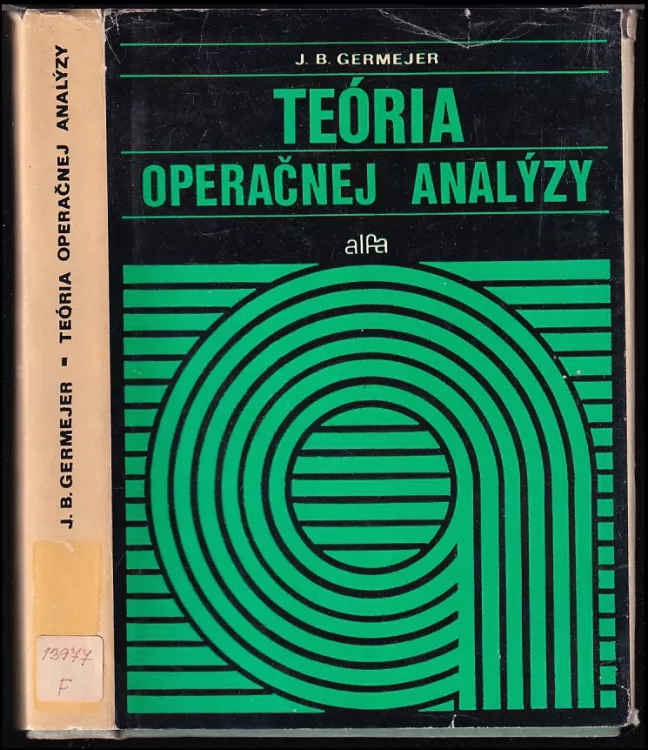 J. B. GERMEJER
TEÓRIA
OPERAČNEJ ANALÝZY
alfa
J. B. GERMEJER - TEÓRIA OPERAČNEJ ANALÝZY
13977
F